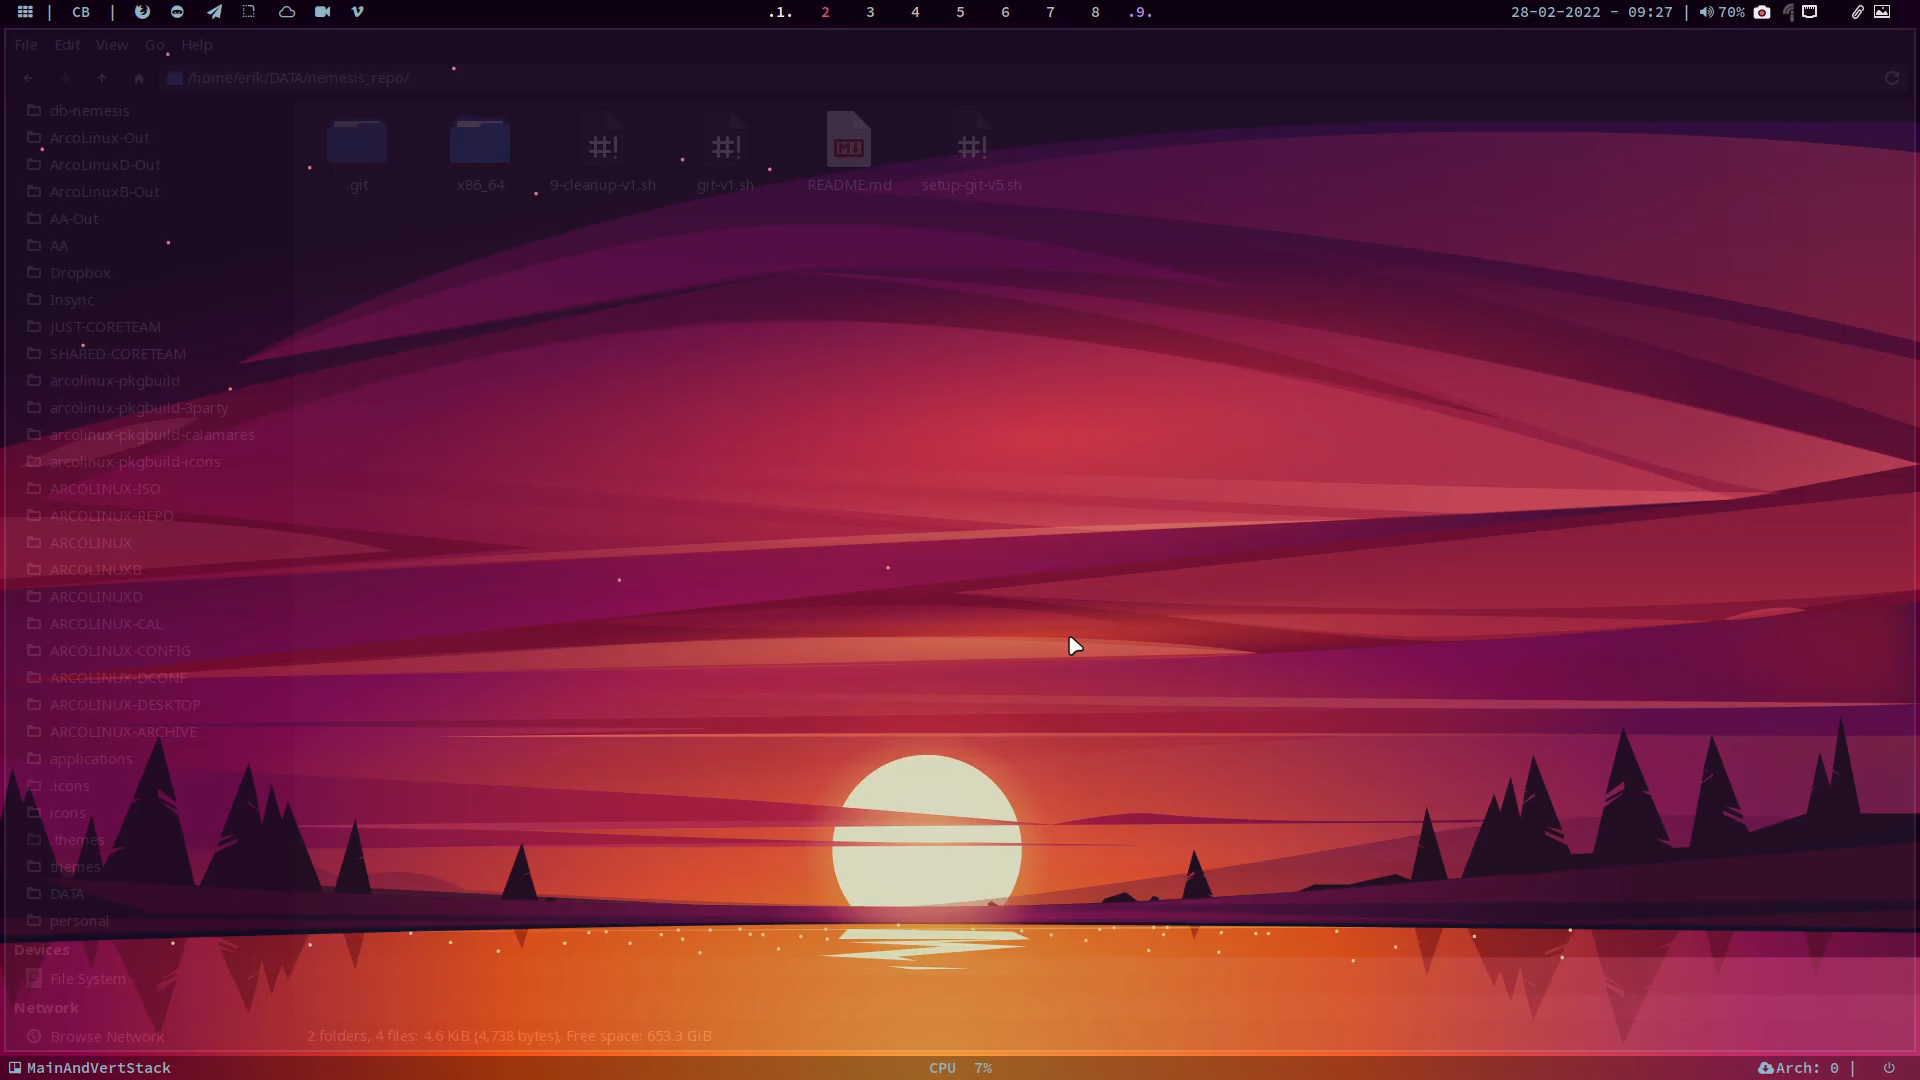 | CB | .1. 2 3 4 5 6 7 8 .9. 28-02-2022 - 09:27 | 70%
File Edit View Go Help
/home/erik/DATA/nemesis_repo/
db-nemesis
ArcoLinux-Out
ArcoLinuxD-Out
ArcoLinuxB-Out
AA-Out
AA
Dropbox
Insync
JUST-CORETEAM
SHARED-CORETEAM
arcolinux-pkgbuild
arcolinux-pkgbuild-3party
arcolinux-pkgbuild-calamares
arcolinux-pkgbuild-icons
ARCOLINUX-ISO
ARCOLINUX-REPO
ARCOLINUX
ARCOLINUXB
ARCOLINUXD
ARCOLINUX-CAL
ARCOLINUX-CONFIG
ARCOLINUX-DCONF
ARCOLINUX-DESKTOP
ARCOLINUX-ARCHIVE
applications
.icons
icons
.themes
themes
DATA
personal
Devices
File System
Network
Browse Network
#! #! M↓ #!
.git x86_64 9-cleanup-v1.sh git-v1.sh README.md setup-git-v5.sh
2 folders, 4 files: 4.6 KiB (4,738 bytes), Free space: 653.3 GiB
MainAndVertStack CPU 7% Arch: 0 |